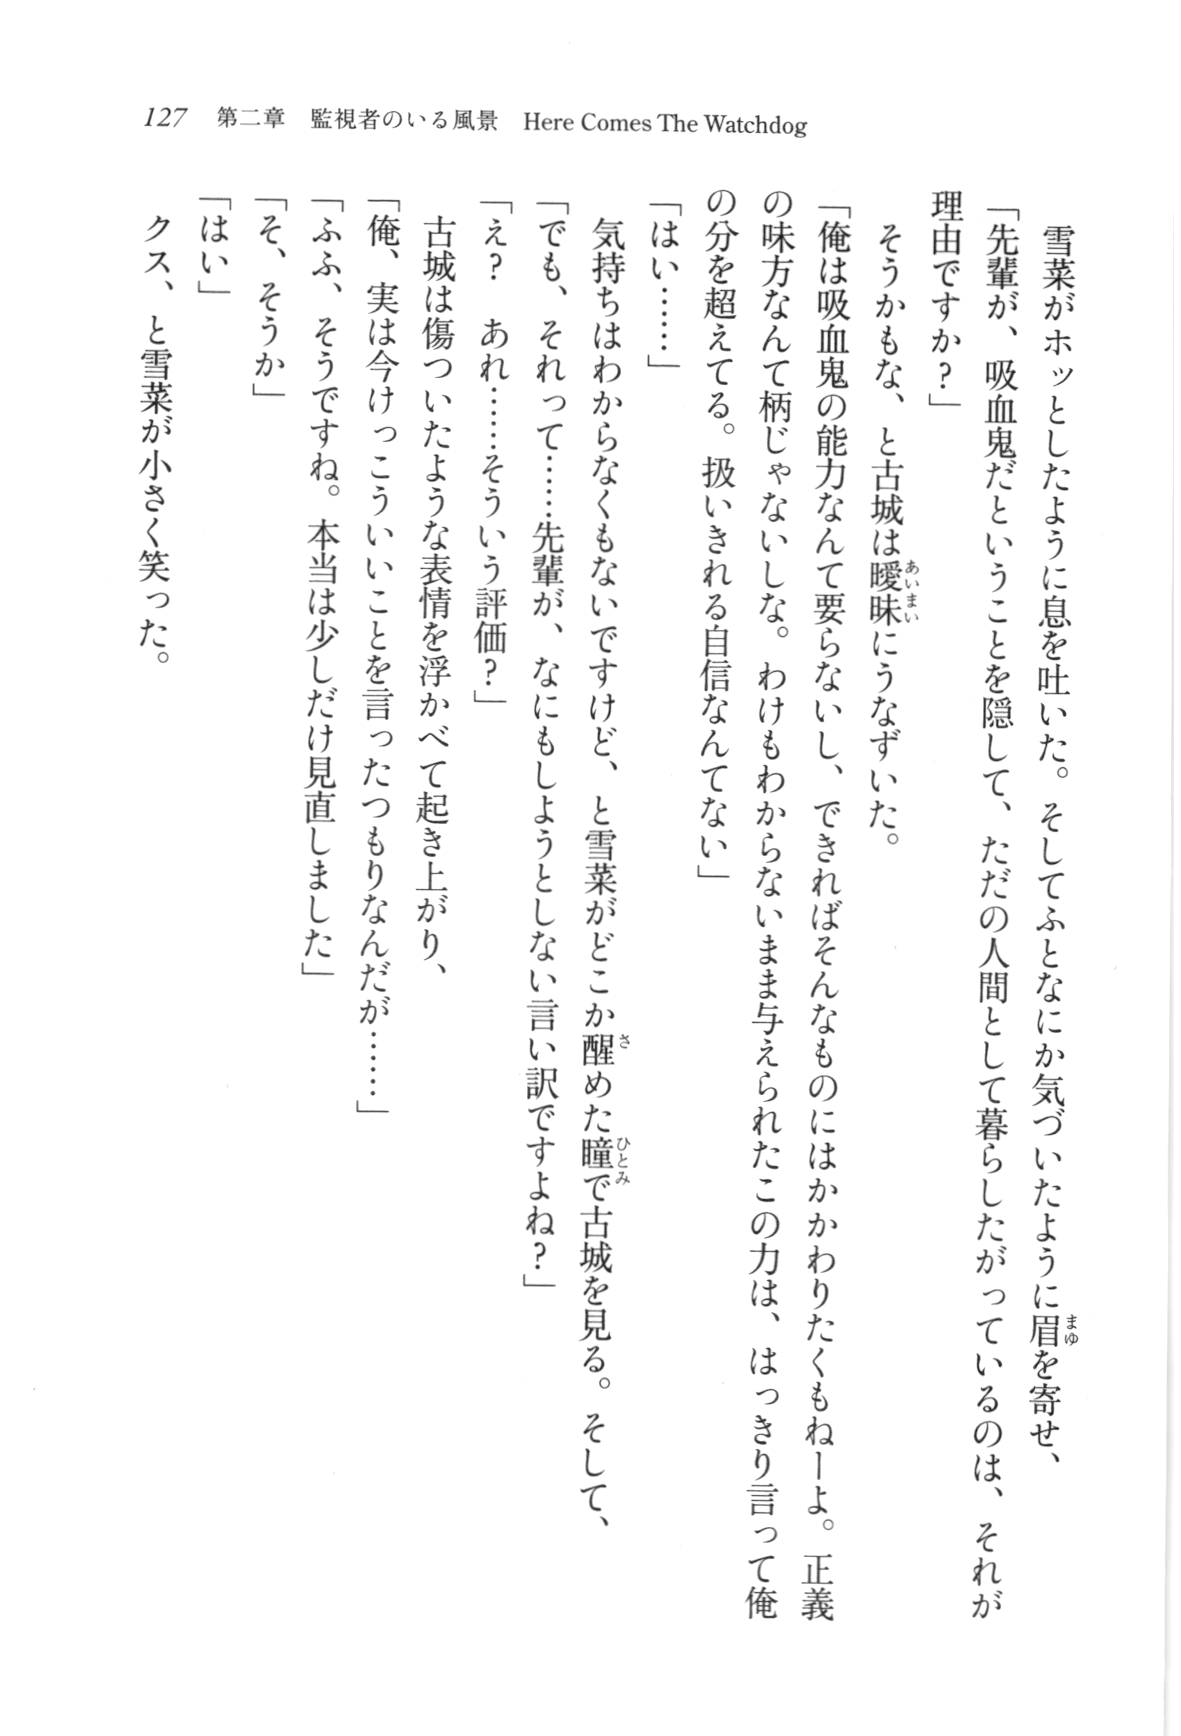 127 第二章 監視者のいる風景 Here Comes The Watchdog
雪菜がホッとしたように息を吐いた。そしてふとなにか気づいたように眉を寄せ、
「先輩が、吸血鬼だということを隠して、ただの人間として暮らしたがっているのは、それが
理由ですか?」
そうかもな、と古城は曖昧にうなずいた。
「俺は吸血鬼の能力なんて要らないし、できればそんなものにはかかわりたくもねーよ。正義
の味方なんて柄じゃないしな。わけもわからないまま与えられたこの力は、はっきり言って俺
の分を超えてる。扱いきれる自信なんてない」
「はい……」
気持ちはわからなくもないですけど、と雪菜がどこか醒めた瞳で古城を見る。そして、
「でも、それって……先輩が、なにもしようとしない言い訳ですよね?」
「え? あれ……そういう評価?」
古城は傷ついたような表情を浮かべて起き上がり、
「俺、実は今けっこういいことを言ったつもりなんだが……」
「ふふ、そうですね。本当は少しだけ見直しました」
「そ、そうか」
「はい」
クス、と雪菜が小さく笑った。